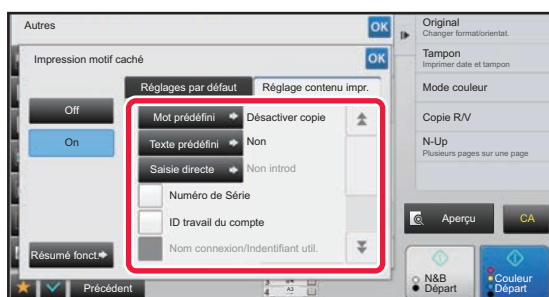 Autres
OK
Impression motif caché
OK
Réglages par défaut
Réglage contenu impr.
Off
On
Mot prédéfini
Désactiver copie
Texte prédéfini
Non
Saisie directe
Non introd
Numéro de Série
ID travail du compte
Nom connexion/Indentifiant util.
Résumé fonct.
Précédent
A3
Original
Changer format/orientat.
Tampon
Imprimer date et tampon
Mode couleur
Copie R/V
N-Up
Plusieurs pages sur une page
Aperçu
CA
N&B
Départ
Couleur
Départ